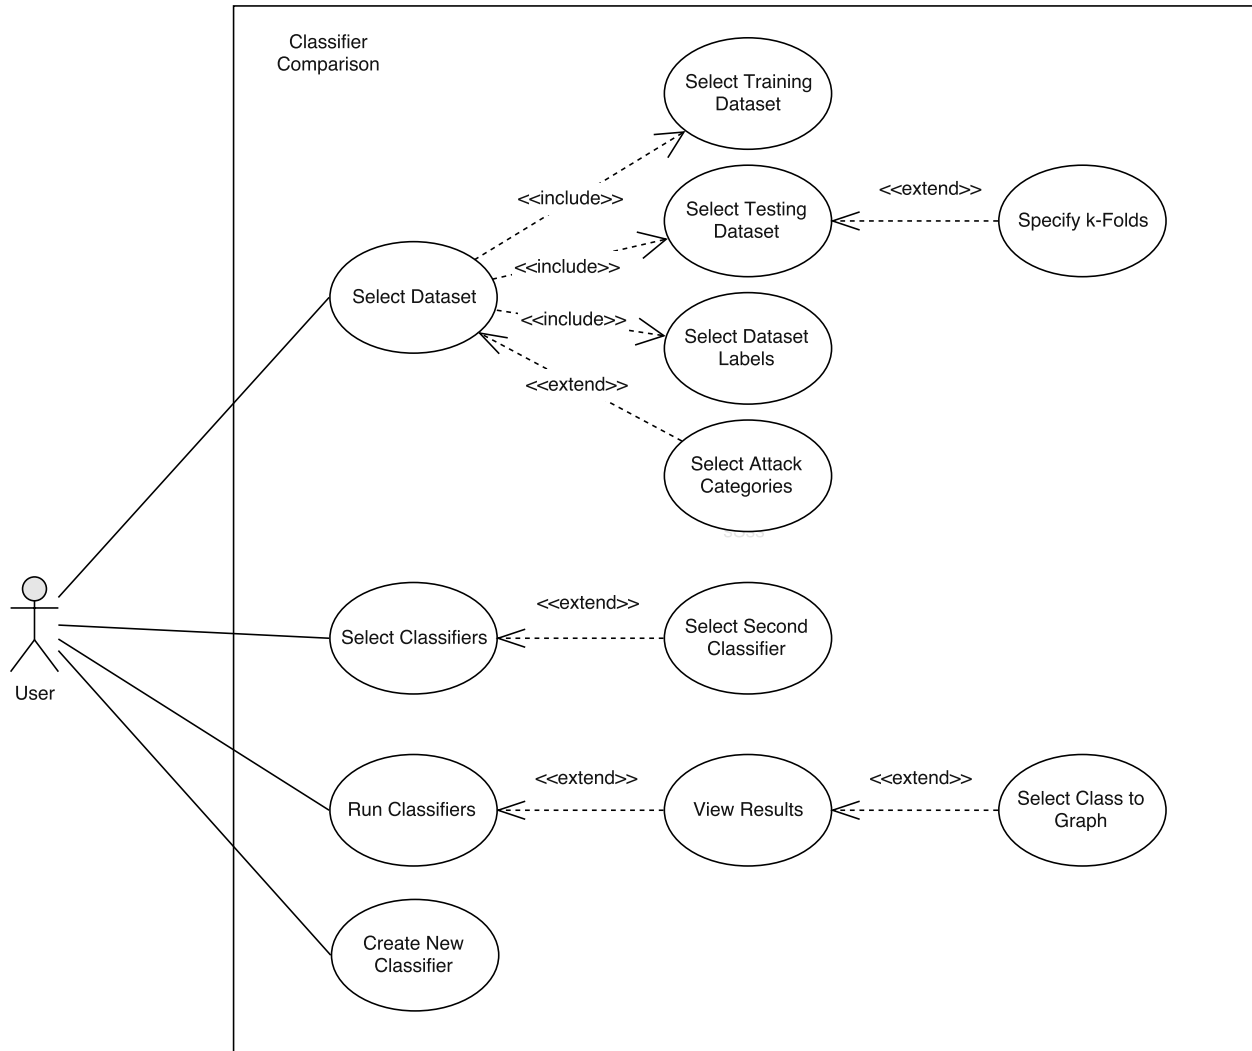 Classifier
Comparison
Select Training
Dataset
<<include>>
Select Testing
Dataset
<<extend>>
Specify k-Folds
<<include>>
Select Dataset
<<include>>
Select Dataset
Labels
<<extend>>
Select Attack
Categories
User
Select Classifiers
<<extend>>
Select Second
Classifier
Run Classifiers
<<extend>>
View Results
<<extend>>
Select Class to
Graph
Create New
Classifier